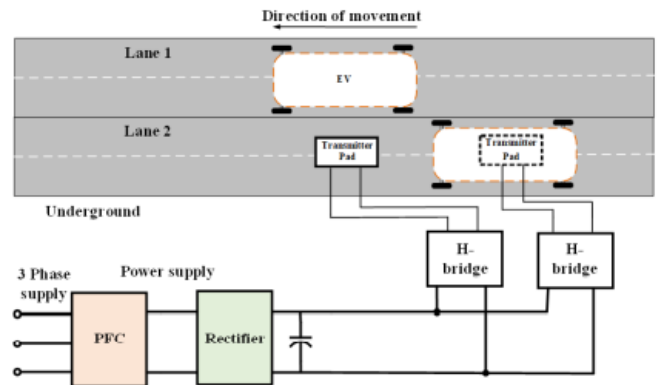 Direction of movement
Lane 1
EV
Lane 2
Transmitter
Pad
Transmitter
Pad
Underground
H-
bridge
H-
bridge
3 Phase
supply
Power supply
PFC
Rectifier